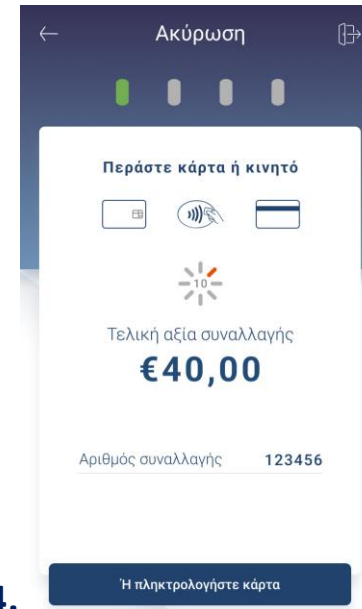 Ακύρωση
Περάστε κάρτα ή κινητό
10
Τελική αξία συναλλαγής
€40,00
Αριθμός συναλλαγής 123456
Ή πληκτρολογήστε κάρτα